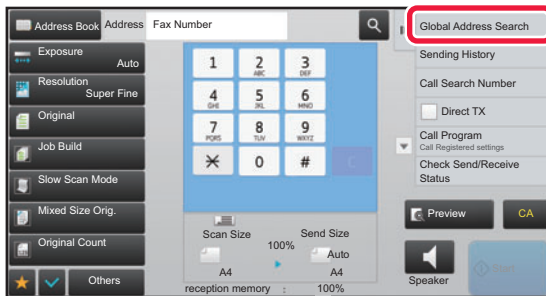 Address Book
Address
Fax Number
Global Address Search
Exposure
Auto
Resolution
Super Fine
Original
Job Build
Slow Scan Mode
Mixed Size Orig.
Original Count
Others
1
2
ABC
3
DEF
4
GHI
5
JKL
6
MNO
7
PQRS
8
TUV
9
WXYZ
0
#
C
Scan Size
100%
Send Size
Auto
A4
A4
reception memory : 100%
Sending History
Call Search Number
Direct TX
Call Program
Call Registered settings
Check Send/Receive
Status
Preview
CA
Speaker
Start